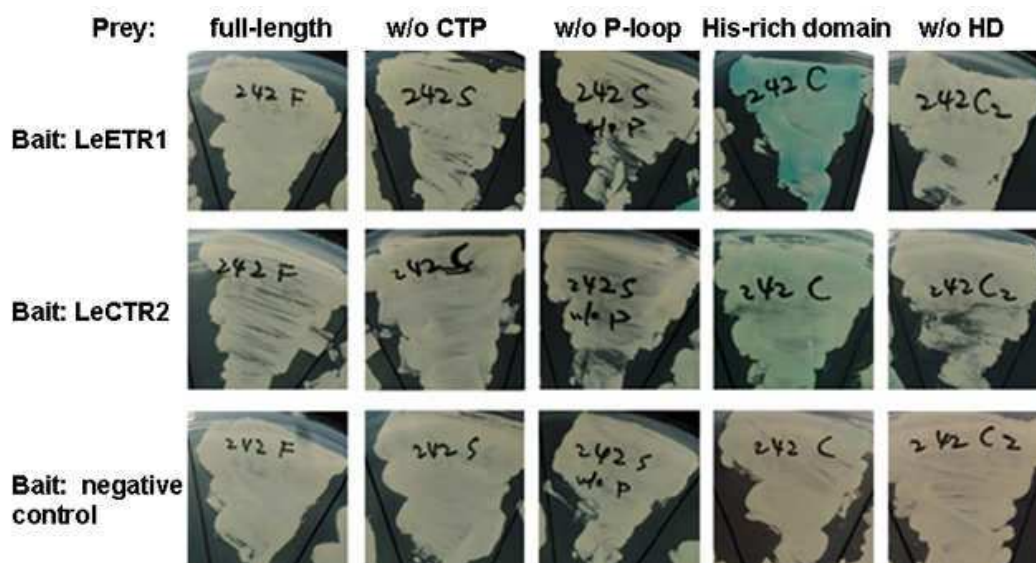 Prey: full-length w/o CTP w/o P-loop His-rich domain w/o HD
Bait: LeETR1
242 F
242 S
242 S
w/o P
242 C
242 C2
Bait: LeCTR2
242 F
242 C
242 S
w/o P
242 C
242 C2
Bait: negative
control
242 F
242 S
242 S
w/o P
242 C
242 C2